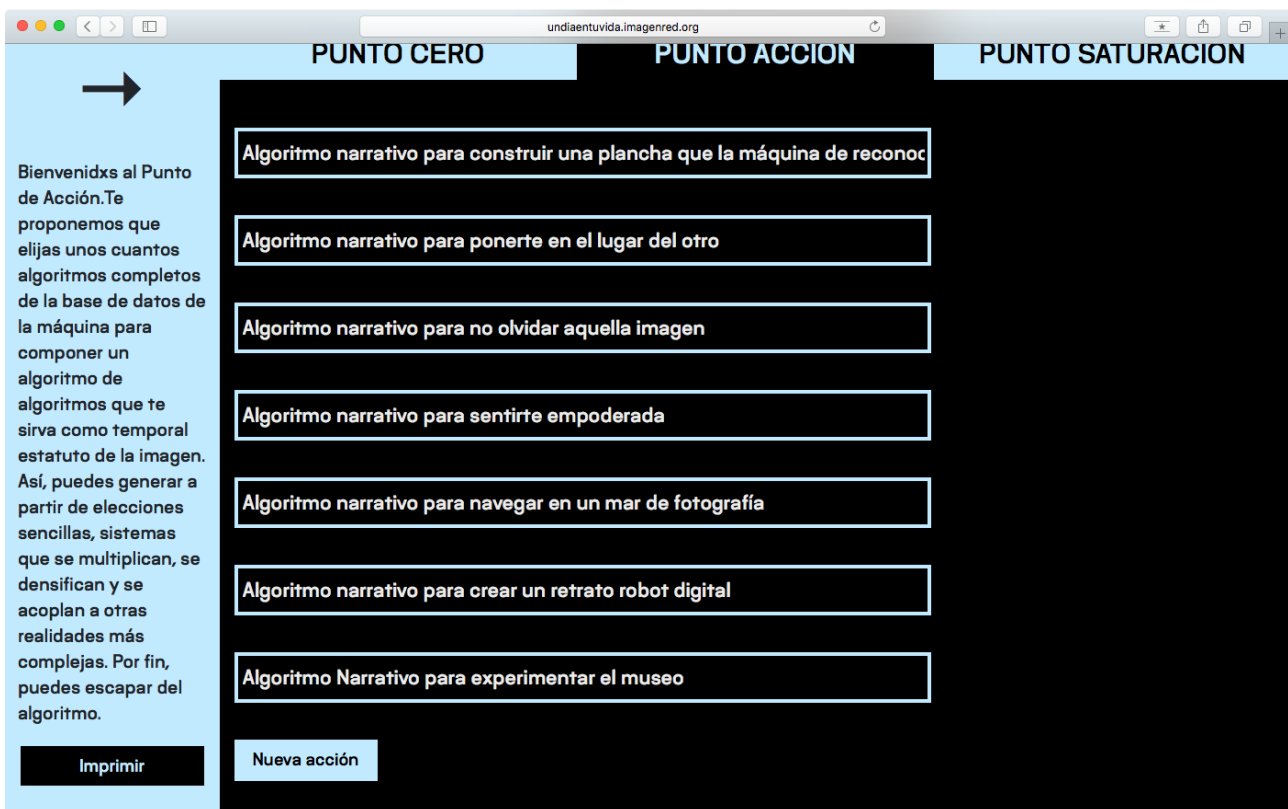 undiaentuvida.imagenred.org
PUNTO CERO
PUNTO ACCIÓN
PUNTO SATURACIÓN
Bienvenidxs al Punto
de Acción.Te
proponemos que
elijas unos cuantos
algoritmos completos
de la base de datos de
la máquina para
componer un
algoritmo de
algoritmos que te
sirva como temporal
estatuto de la imagen.
Así, puedes generar a
partir de elecciones
sencillas, sistemas
que se multiplican, se
densifican y se
acoplan a otras
realidades más
complejas. Por fin,
puedes escapar del
algoritmo.
Imprimir
Algoritmo narrativo para construir una plancha que la máquina de reconoc
Algoritmo narrativo para ponerte en el lugar del otro
Algoritmo narrativo para no olvidar aquella imagen
Algoritmo narrativo para sentirte empoderada
Algoritmo narrativo para navegar en un mar de fotografía
Algoritmo narrativo para crear un retrato robot digital
Algoritmo Narrativo para experimentar el museo
Nueva acción